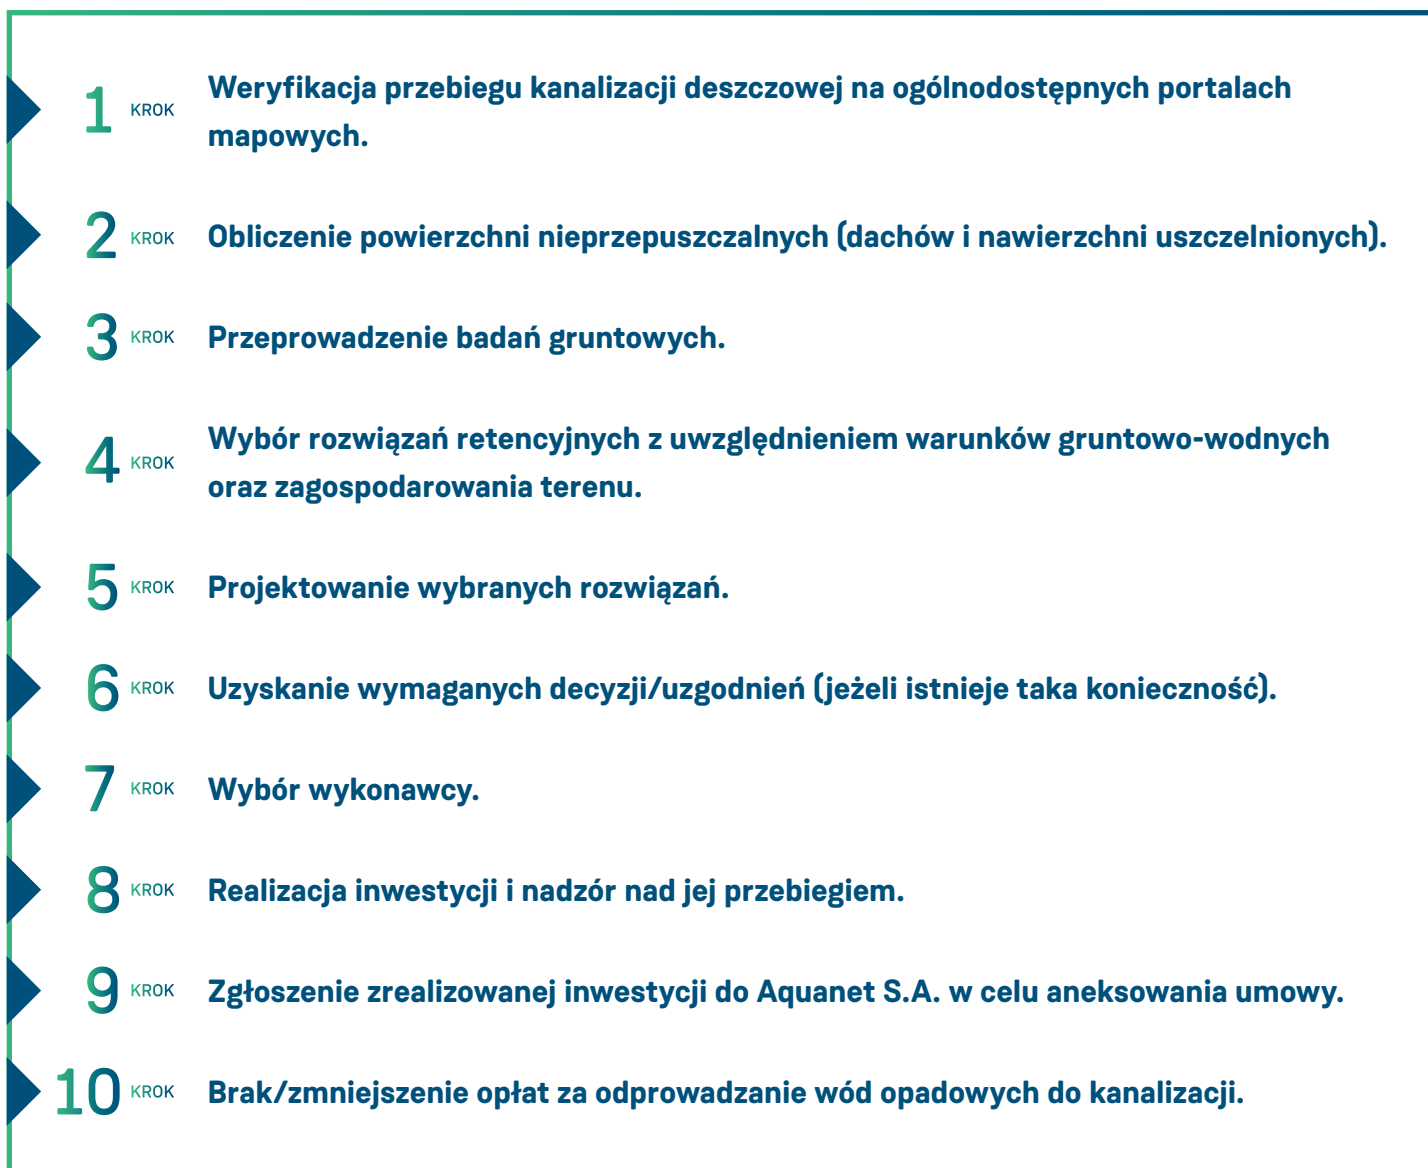 1 KROK Weryfikacja przebiegu kanalizacji deszczowej na ogólnodostępnych portalach
mapowych.
2 KROK Obliczenie powierzchni nieprzepuszczalnych (dachów i nawierzchni uszczelnionych).
3 KROK Przeprowadzenie badań gruntowych.
4 KROK Wybór rozwiązań retencyjnych z uwzględnieniem warunków gruntowo-wodnych
oraz zagospodarowania terenu.
5 KROK Projektowanie wybranych rozwiązań.
6 KROK Uzyskanie wymaganych decyzji/uzgodnień (jeżeli istnieje taka konieczność).
7 KROK Wybór wykonawcy.
8 KROK Realizacja inwestycji i nadzór nad jej przebiegiem.
9 KROK Zgłoszenie zrealizowanej inwestycji do Aquanet S.A. w celu aneksowania umowy.
10 KROK Brak/zmniejszenie opłat za odprowadzanie wód opadowych do kanalizacji.